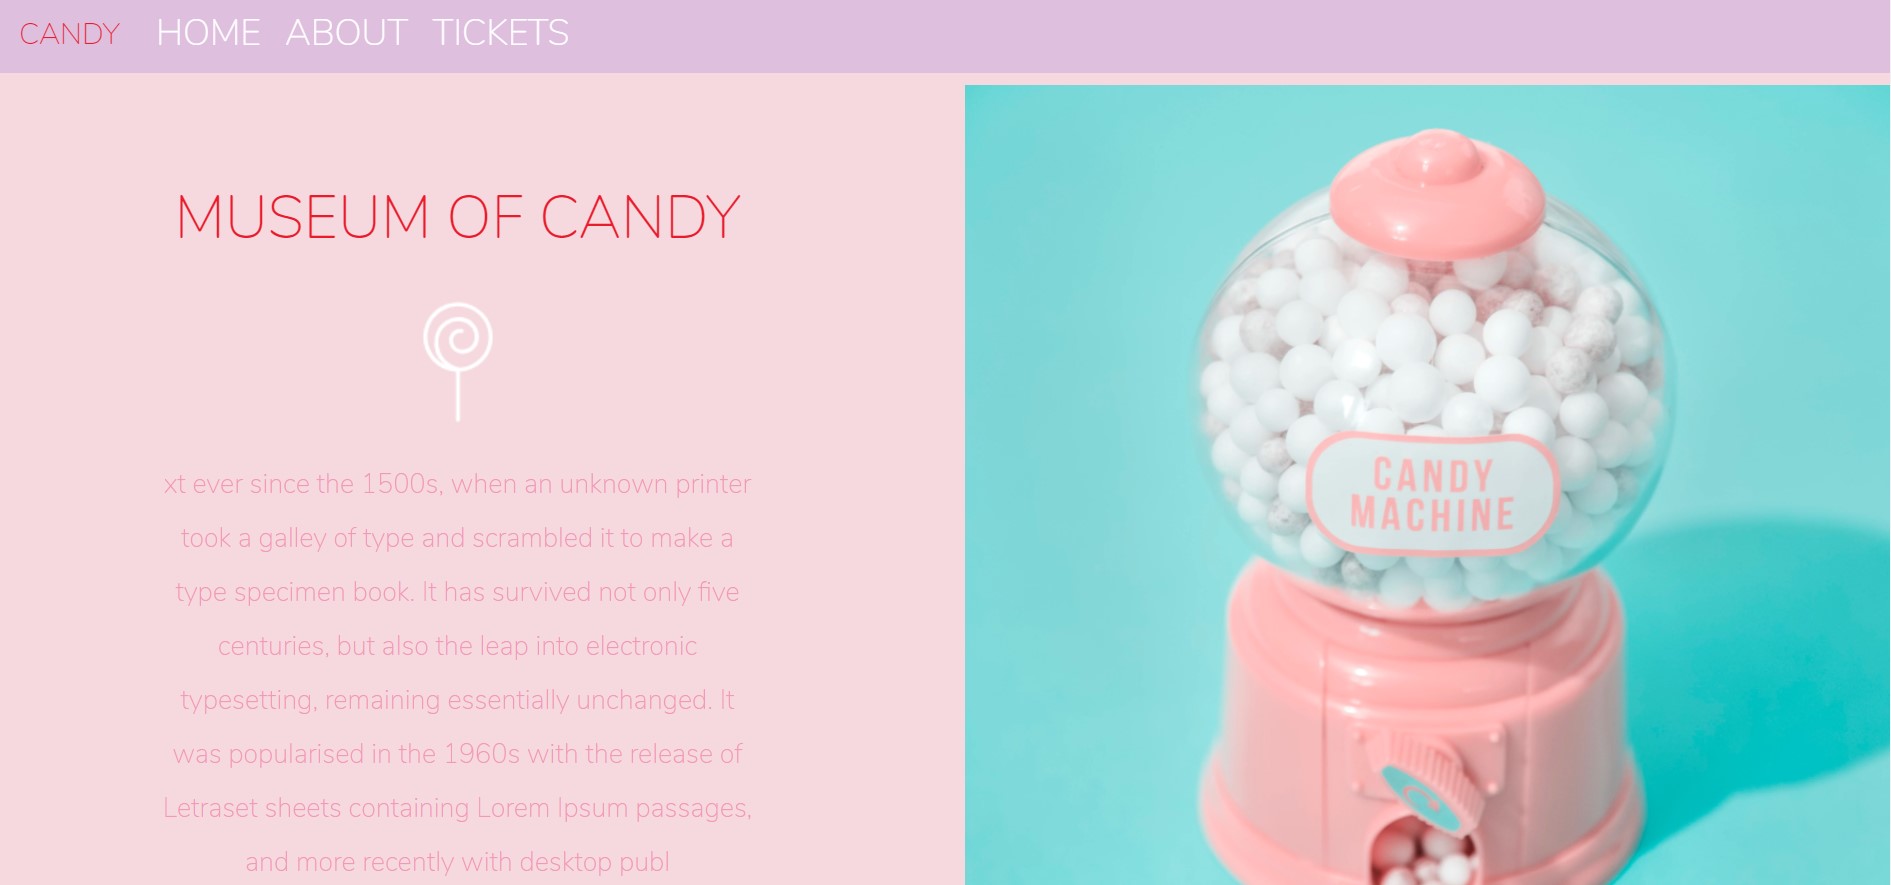 CANDY HOME ABOUT TICKETS
MUSEUM OF CANDY
xt ever since the 1500s, when an unknown printer
took a galley of type and scrambled it to make a
type specimen book. It has survived not only five
centuries, but also the leap into electronic
typesetting, remaining essentially unchanged. It
was popularised in the 1960s with the release of
Letraset sheets containing Lorem Ipsum passages,
and more recently with desktop publ
CANDY
MACHINE
C